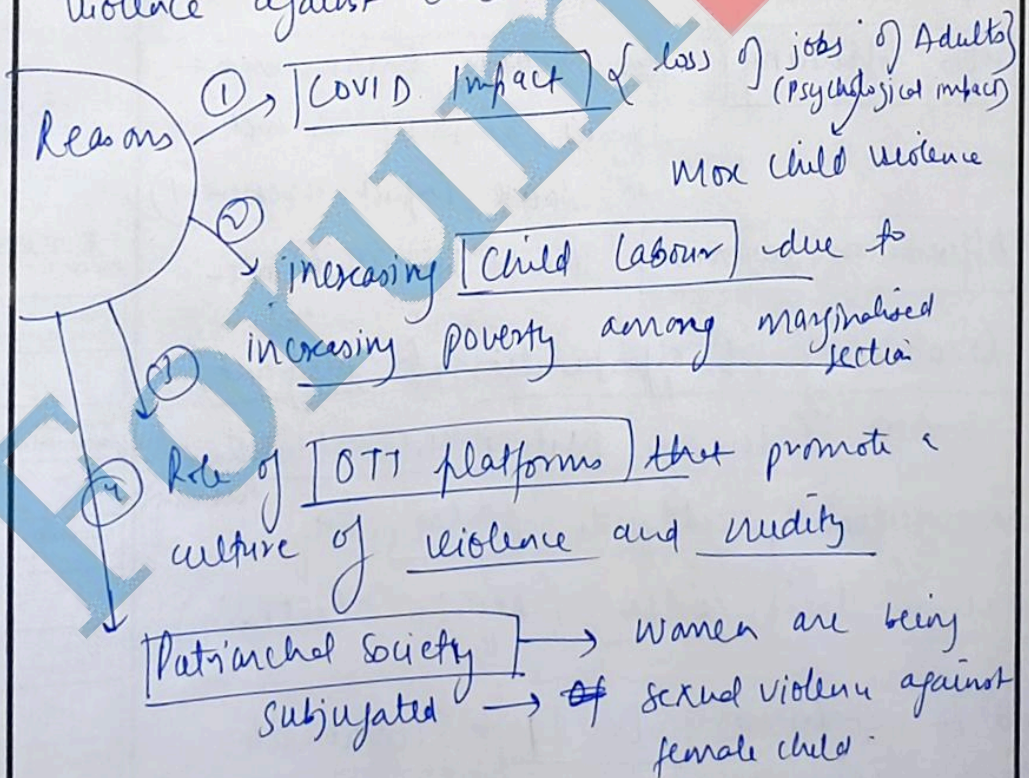 violence against
Reasons
① COVID Impact { loss of jobs of Adults}
(Psychological impact)
More Child violence
② increasing Child Labour due to
increasing poverty among marginalised
section
③
④ Role of OTT platforms that promote a
culture of violence and nudity
Patriarchal Society → women are being
subjugated → sexual violence against
female child.
Forum